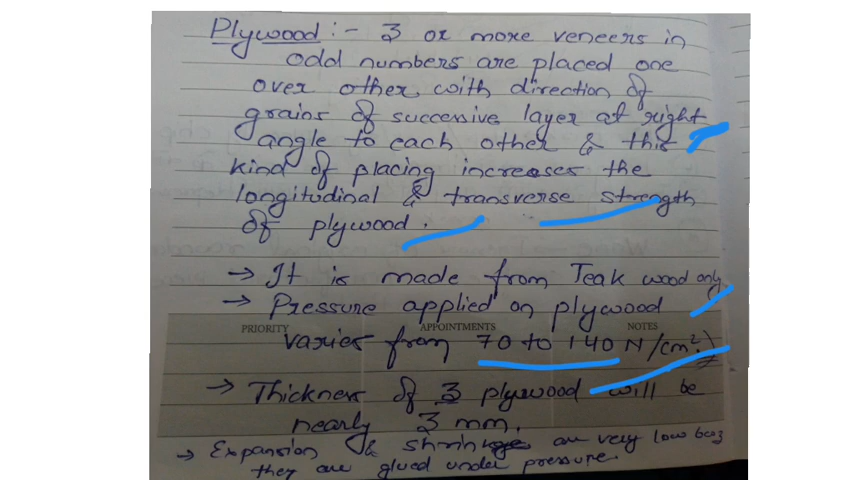 Plywood :- 3 or more veneers in
odd numbers are placed one
over other, with direction of
grains of successive layer at right
angle to each other & this
kind of placing increases the
longitudinal & transverse strength
of plywood.
→ It is made from Teak wood only
→ Pressure applied on plywood
PRIORITY APPOINTMENTS NOTES
varies from 70 to 140 N/cm².
→ Thickness of 3 plywood will be
nearly 3 mm.
→ Expansion & shrinkage are very low bcoz
they are glued under pressure.